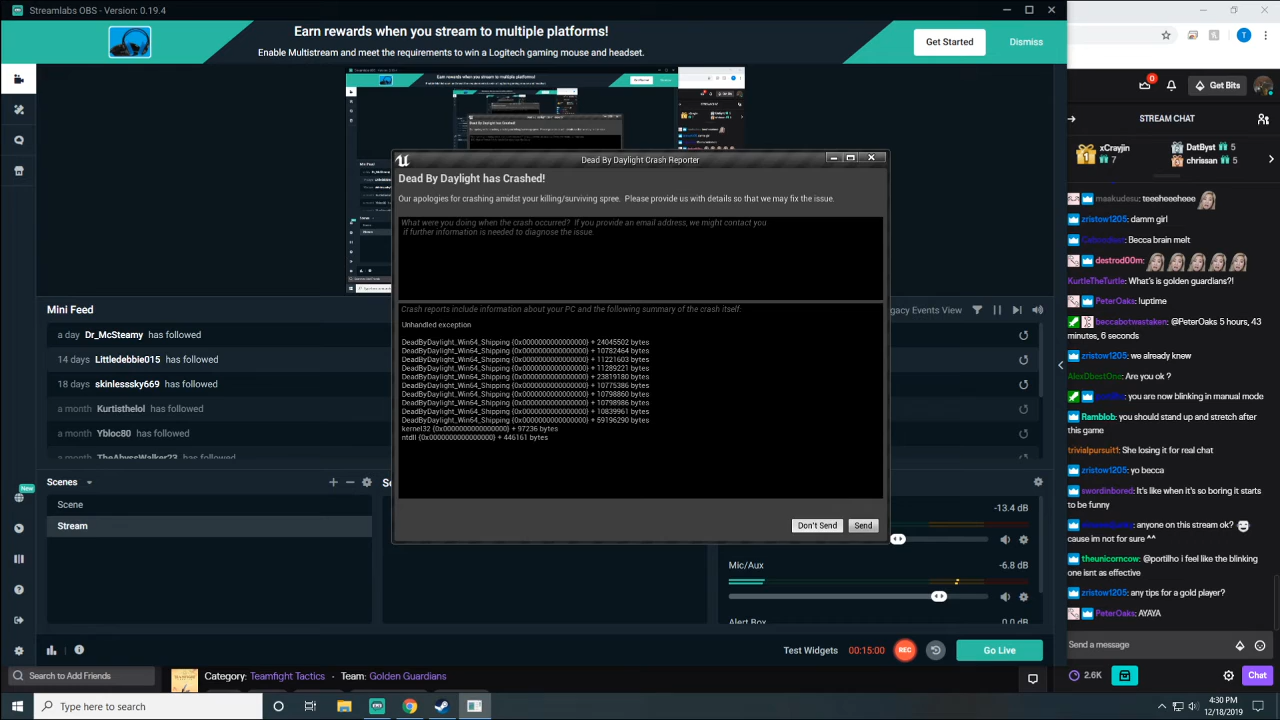 Streamlabs OBS - Version: 0.19.4
Earn rewards when you stream to multiple platforms!
Enable Multistream and meet the requirements to win a Logitech gaming mouse and headset.
Get Started
Dismiss
Get Bits
STREAM CHAT
1
xCrayjin 7
DatByst 5
chrissan 5
Dead By Daylight Crash Reporter
Dead By Daylight has Crashed!
Our apologies for crashing amidst your killing/surviving spree. Please provide us with details so that we may fix the issue.
What were you doing when the crash occurred? If you provide an email address, we might contact you
if further information is needed to diagnose the issue.
Crash reports include information about your PC and the following summary of the crash itself:
Unhandled exception
DeadByDaylight_Win64_Shipping {0x0000000000000000} + 24045502 bytes
DeadByDaylight_Win64_Shipping {0x0000000000000000} + 10782464 bytes
DeadByDaylight_Win64_Shipping {0x0000000000000000} + 11221603 bytes
DeadByDaylight_Win64_Shipping {0x0000000000000000} + 11289221 bytes
DeadByDaylight_Win64_Shipping {0x0000000000000000} + 23819180 bytes
DeadByDaylight_Win64_Shipping {0x0000000000000000} + 10775386 bytes
DeadByDaylight_Win64_Shipping {0x0000000000000000} + 10798860 bytes
DeadByDaylight_Win64_Shipping {0x0000000000000000} + 10798986 bytes
DeadByDaylight_Win64_Shipping {0x0000000000000000} + 10839961 bytes
DeadByDaylight_Win64_Shipping {0x0000000000000000} + 59196290 bytes
kernel32 {0x0000000000000000} + 97236 bytes
ntdll {0x0000000000000000} + 446161 bytes
Don't Send
Send
Mini Feed
gacy Events View
a day Dr_McSteamy has followed
14 days Littledebbie015 has followed
18 days skinlesssky669 has followed
a month Kurtisthelol has followed
a month Ybloc80 has followed
a month TheAbyssWalker23 has followed
New
Scenes
Scene
Stream
-13.4 dB
Mic/Aux
-6.8 dB
Alert Box
0.0 dB
Test Widgets
00:15:00
REC
Go Live
maskudesu: teeheeheeee
zristow1205: damm girl
Becca brain melt
destrod00m:
KurtleTheTurtle: What's golden guardians?!
PeterOaks: !uptime
beccabotwastaken: @PeterOaks 5 hours, 43
minutes, 6 seconds
zristow1205: we already knew
AlexDbestOne: Are you ok ?
you are now blinking in manual mode
Ramblob: you should stand up and stretch after
this game
trivialpursuit1: She losing it for real chat
zristow1205: yo becca
swordinbored: It's like when it's so boring it starts
to be funny
anyone on this stream ok?
cause im not for sure ^^
theunicorncow: @portilho i feel like the blinking
one isnt as effective
zristow1205: any tips for a gold player?
PeterOaks: AYAYA
Send a message
2.6K
Chat
Search to Add Friends
Category: Teamfight Tactics • Team: Golden Guardians
Type here to search
4:30 PM
12/18/2019